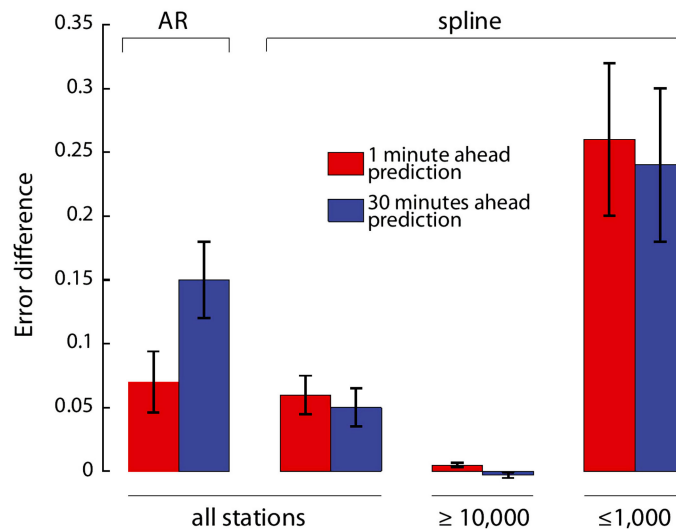 AR
spline
0.35
0.3
0.25
0.2
0.15
0.1
0.05
0
Error difference
1 minute ahead
prediction
30 minutes ahead
prediction
all stations
≥ 10,000
≤1,000